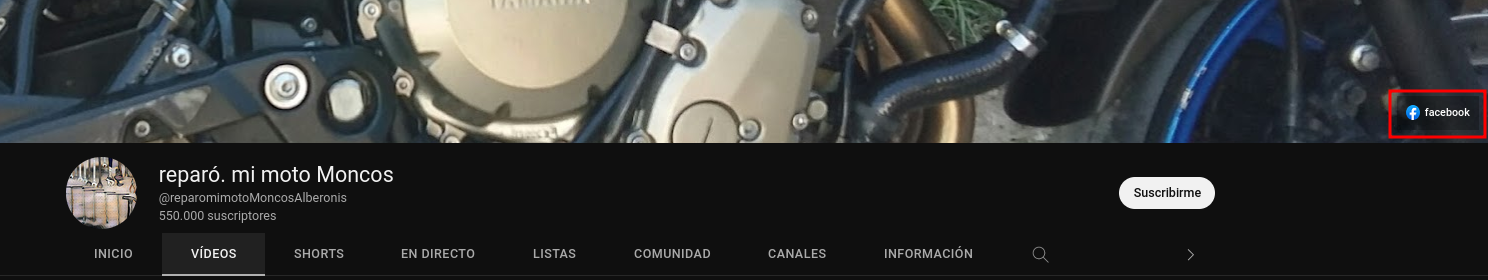 YAMAHA
facebook
reparó. mi moto Moncos
@reparomimotoMoncosAlberonis
550.000 suscriptores
Suscribirme
INICIO
VÍDEOS
SHORTS
EN DIRECTO
LISTAS
COMUNIDAD
CANALES
INFORMACIÓN